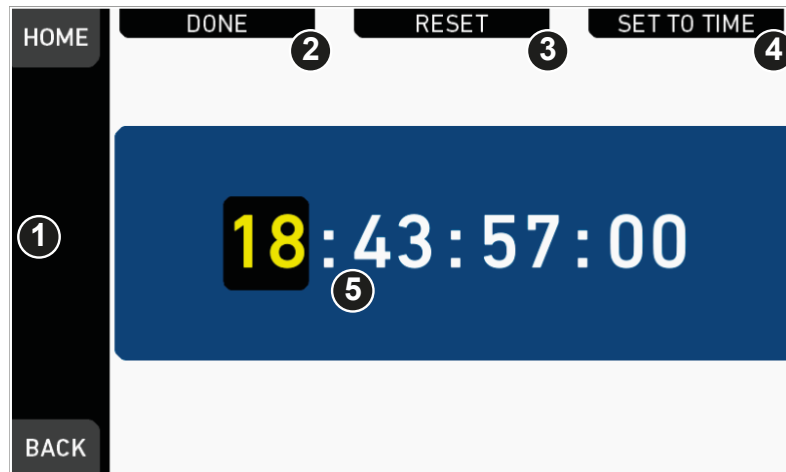 HOME
DONE RESET SET TO TIME
2 3 4
18:43:57:00
1
5
BACK